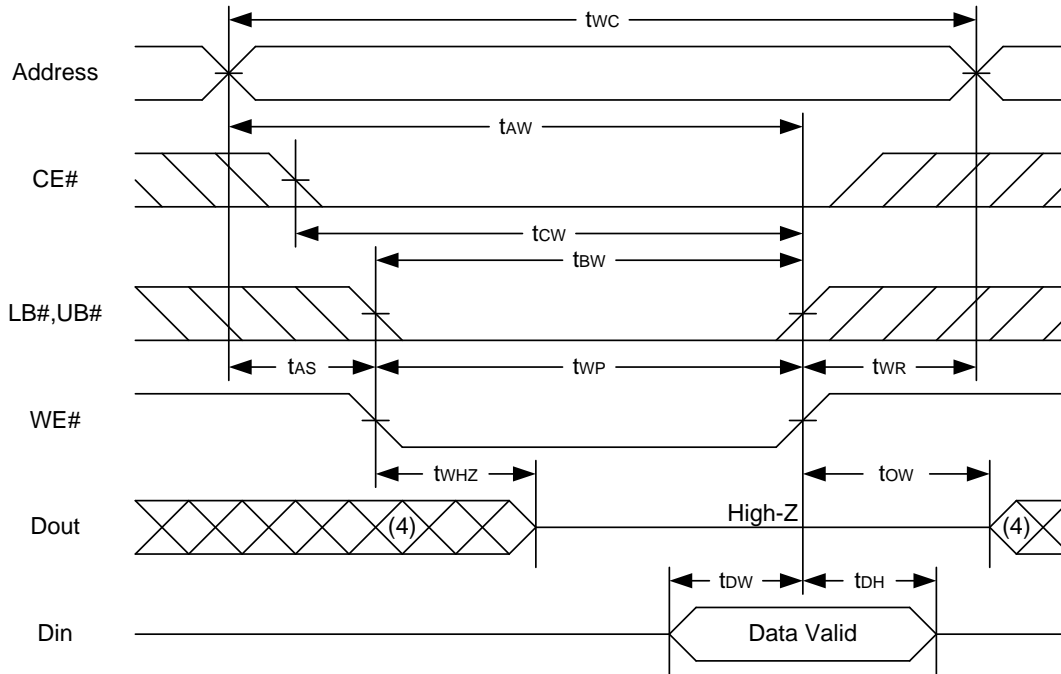 tWC
Address
tAW
CE#
tCW
tBW
LB#,UB#
tAS
tWP
tWR
WE#
tWHZ
tOW
Dout
(4)
High-Z
(4)
tDW
tDH
Din
Data Valid